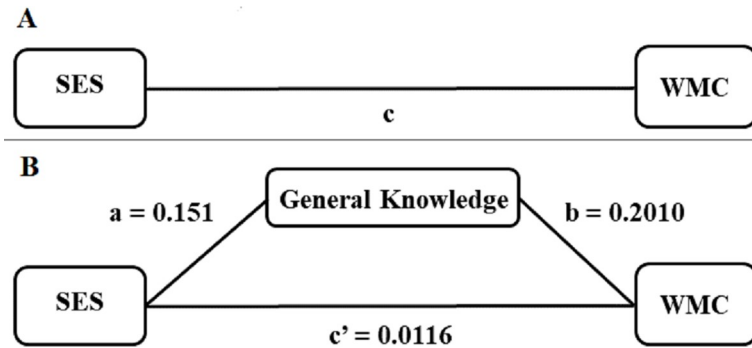 A
SES
WMC
c
B
General Knowledge
a = 0.151
b = 0.2010
SES
WMC
c’ = 0.0116